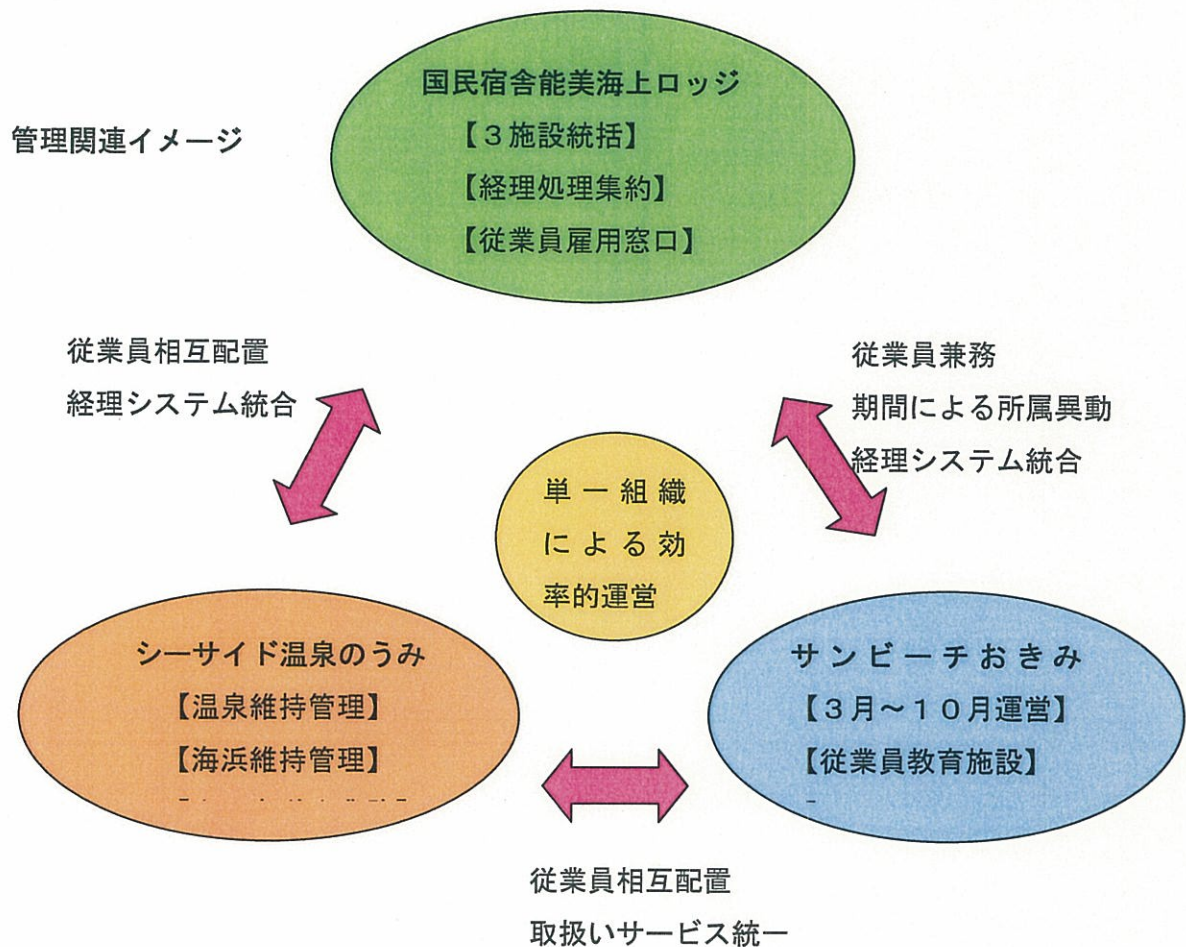 国民宿舎能美海上ロッジ
【３施設統括】
【経理処理集約】
【従業員雇用窓口】
管理関連イメージ
従業員相互配置
経理システム統合
従業員兼務
期間による所属異動
経理システム統合
単一組織
による効
率的運営
シーサイド温泉のうみ
【温泉維持管理】
【海浜維持管理】
サンビーチおきみ
【３月～１０月運営】
【従業員教育施設】
従業員相互配置
取扱いサービス統一